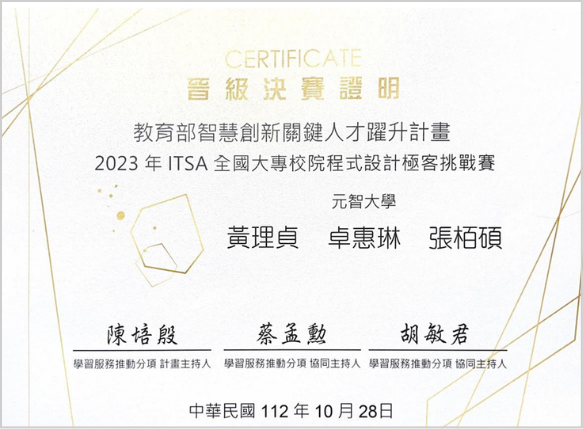 CERTIFICATE
晉級決賽證明
教育部智慧創新關鍵人才躍升計畫
2023 年 ITSA 全國大專校院程式設計極客挑戰賽
元智大學
黃理貞 卓惠琳 張栢碩
陳培殷 蔡孟勳 胡敏君
學習服務推動分項 計畫主持人 學習服務推動分項 協同主持人 學習服務推動分項 協同主持人
中華民國 112 年 10 月 28日